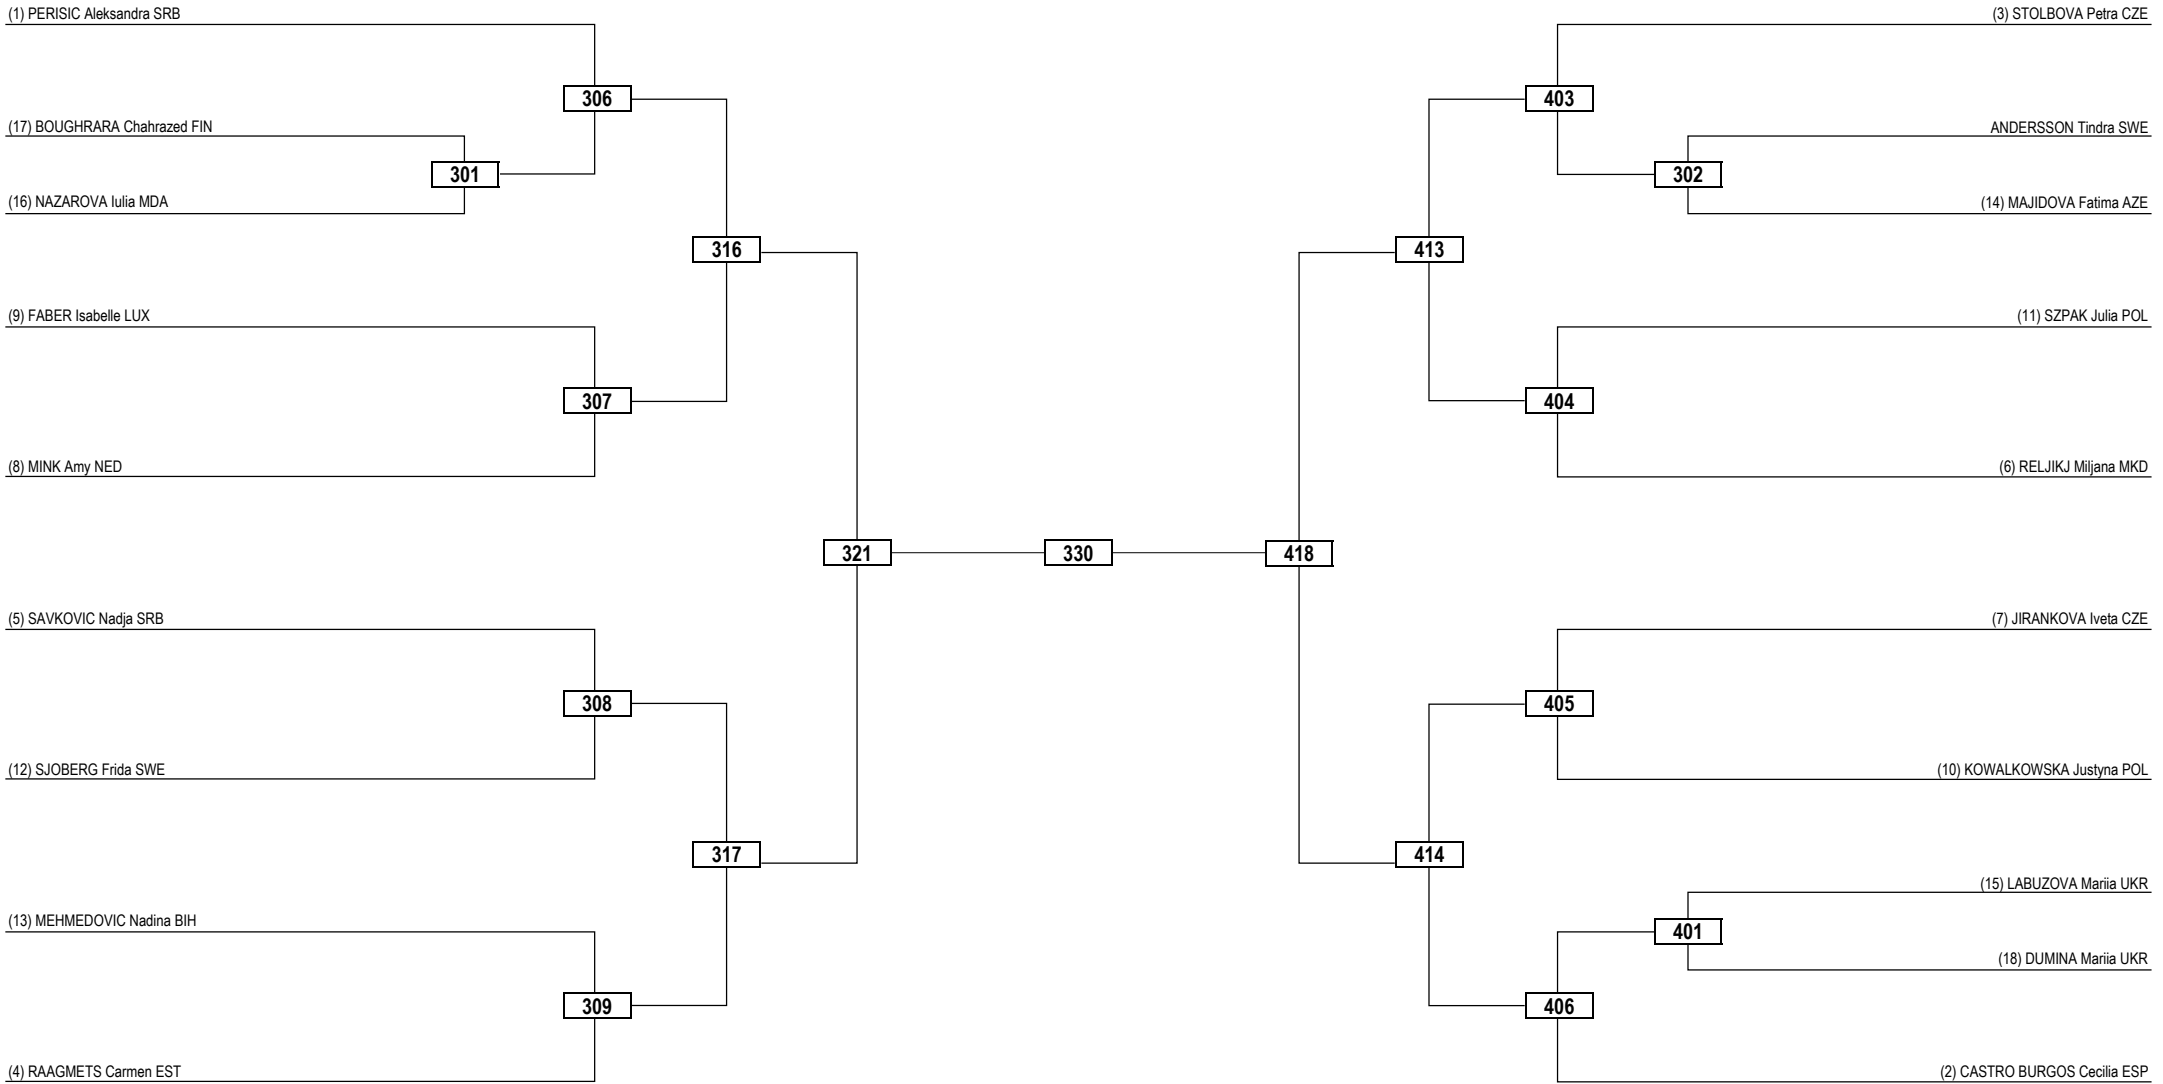 (1) PERISIC Aleksandra SRB
(17) BOUGHRARA Chahrazed FIN
(16) NAZAROVA Iulia MDA
(9) FABER Isabelle LUX
(8) MINK Amy NED
(5) SAVKOVIC Nadja SRB
(12) SJOBERG Frida SWE
(13) MEHMEDOVIC Nadina BIH
(4) RAAGMETS Carmen EST
301
306
307
308
309
316
317
321
330
418
413
414
403
404
405
406
302
401
(3) STOLBOVA Petra CZE
ANDERSSON Tindra SWE
(14) MAJIDOVA Fatima AZE
(11) SZPAK Julia POL
(6) RELJIKJ Miljana MKD
(7) JIRANKOVA Iveta CZE
(10) KOWALKOWSKA Justyna POL
(15) LABUZOVA Mariia UKR
(18) DUMINA Mariia UKR
(2) CASTRO BURGOS Cecilia ESP